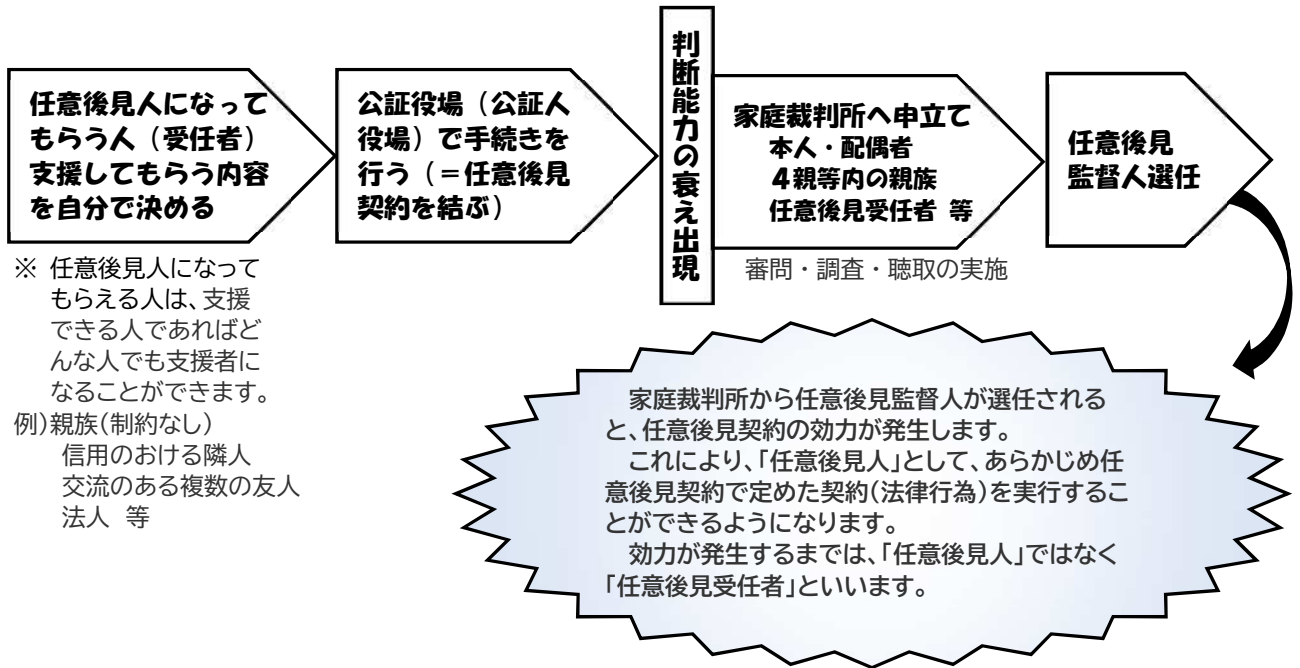 任意後見人になって
もらう人（受任者）
支援してもらう内容
を自分で決める
※ 任意後見人になって
もらえる人は、支援
できる人であればど
んな人でも支援者に
なることができます。
例)親族(制約なし)
信用のおける隣人
交流のある複数の友人
法人 等
公証役場（公証人
役場）で手続きを
行う（＝任意後見
契約を結ぶ）
判断能力の衰え出現
家庭裁判所へ申立て
本人・配偶者
４親等内の親族
任意後見受任者 等
審問・調査・聴取の実施
任意後見
監督人選任
家庭裁判所から任意後見監督人が選任される
と、任意後見契約の効力が発生します。
これにより、「任意後見人」として、あらかじめ任
意後見契約で定めた契約(法律行為)を実行するこ
とができるようになります。
効力が発生するまでは、「任意後見人」ではなく
「任意後見受任者」といいます。